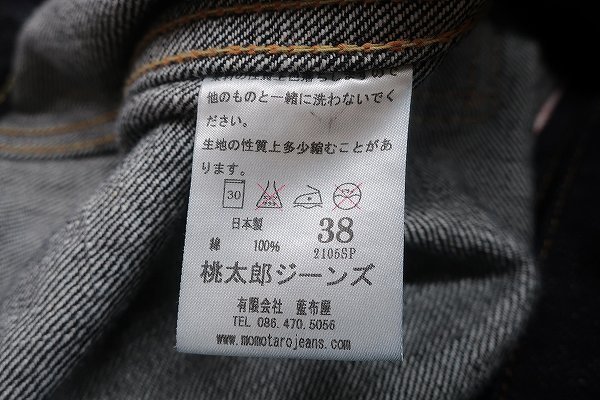 他のものと一緒に洗わないでく
ださい。
生地の性質上多少縮むことがあ
ります。
30
日本製
38
綿 100%
2105SP
桃太郎ジーンズ
有限会社 藍布屋
TEL 086.470.5056
www.momotarojeans.com